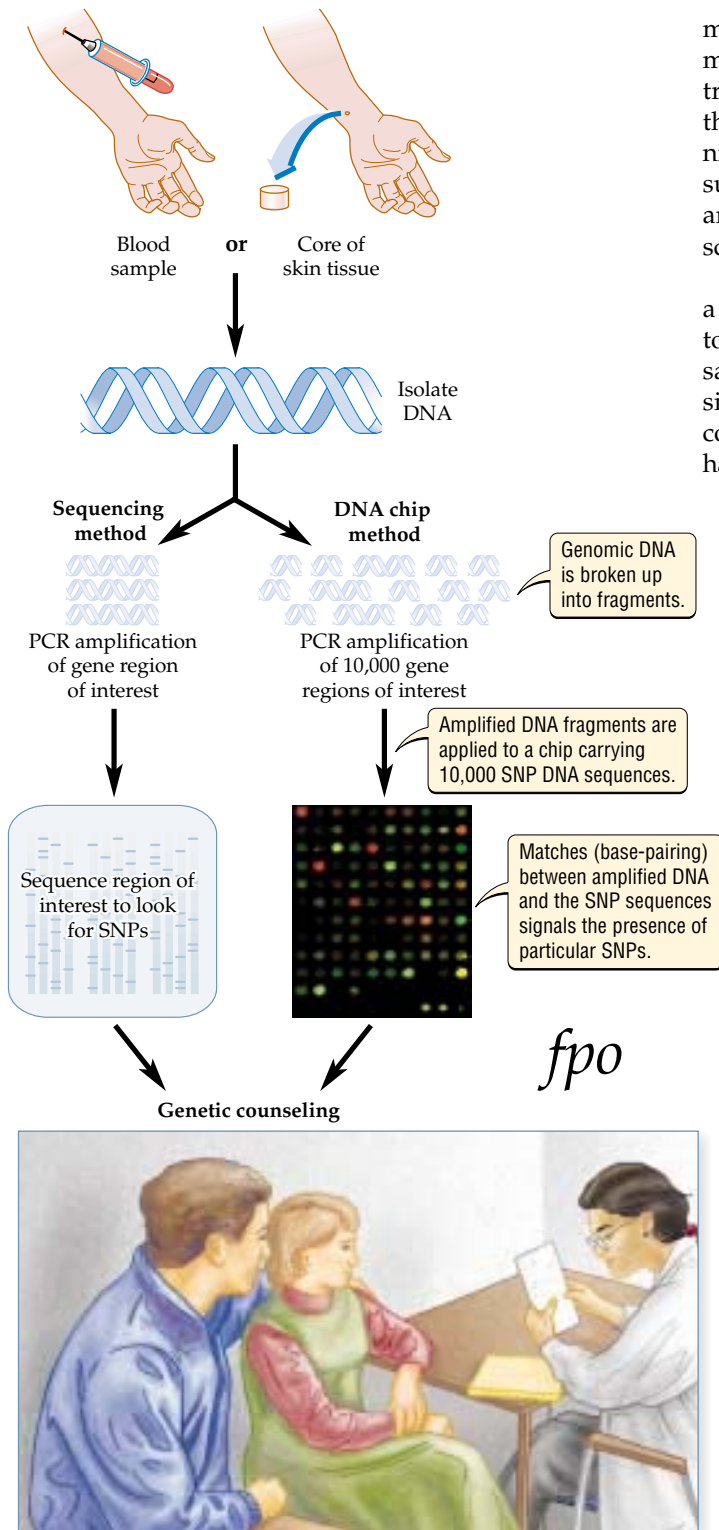 Blood
sample
or
Core of
skin tissue
Isolate
DNA
Sequencing
method
DNA chip
method
Genomic DNA
is broken up
into fragments.
PCR amplification
of gene region
of interest
PCR amplification
of 10,000 gene
regions of interest
Amplified DNA fragments are
applied to a chip carrying
10,000 SNP DNA sequences.
Sequence region of
interest to look
for SNPs
Matches (base-pairing)
between amplified DNA
and the SNP sequences
signals the presence of
particular SNPs.
fpo
Genetic counseling
a